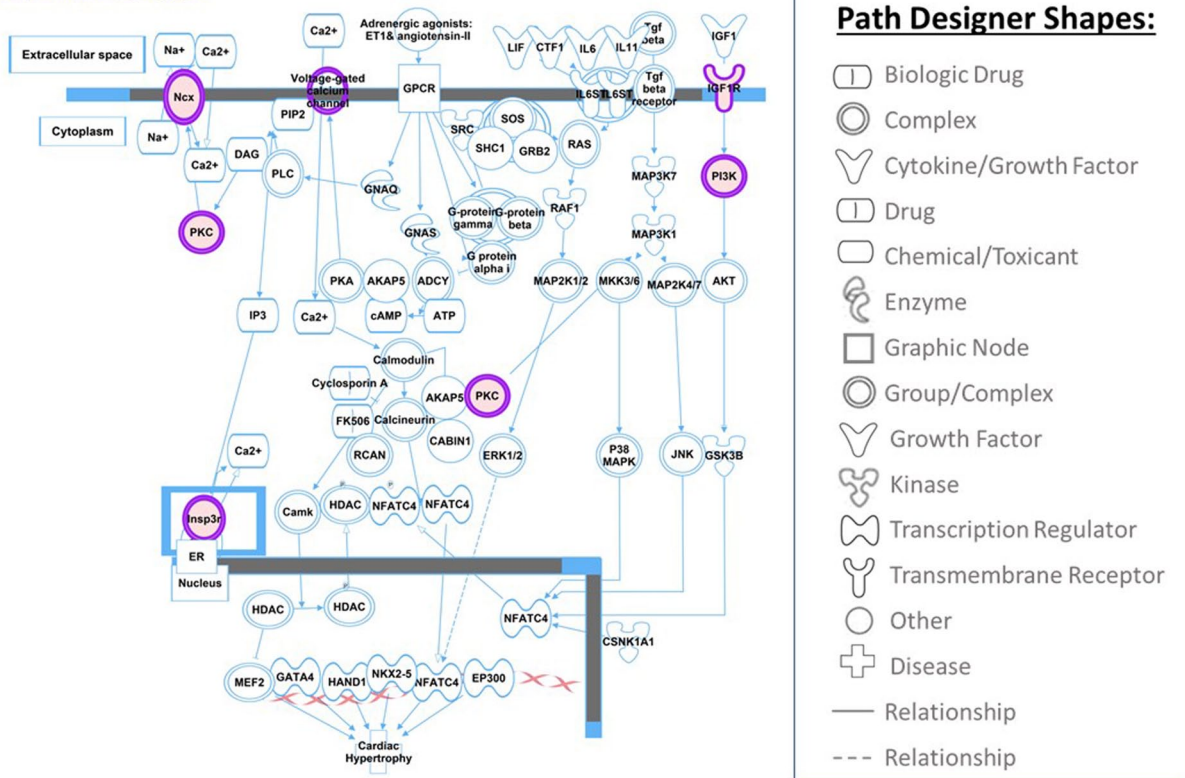 Ca2+
Adrenergic agonists:
ET1& angiotensin-II
Extracellular space
Na+
Ca2+
LIF
CTF1
IL6
IL11
Tgf
beta
IGF1
Ncx
Voltage-gated
calcium
channel
GPCR
IL6ST
IL6ST
Tgf
beta
receptor
IGF1R
Cytoplasm
Na+
PIP2
SRC
SOS
SHC1
GRB2
RAS
Ca2+
DAG
PLC
GNAQ
MAP3K7
PI3K
PKC
GNAS
G-protein
gamma
G-protein
beta
RAF1
MAP3K1
G protein
alpha i
PKA
AKAP5
ADCY
MAP2K1/2
MKK3/6
MAP2K4/7
AKT
IP3
Ca2+
cAMP
ATP
Calmodulin
Cyclosporin A
AKAP5
PKC
FK506
Calcineurin
CABIN1
Ca2+
RCAN
ERK1/2
P38
MAPK
JNK
GSK3B
P
P
Insp3r
Camk
HDAC
NFATC4
NFATC4
ER
Nucleus
P
HDAC
HDAC
NFATC4
CSNK1A1
MEF2
GATA4
HAND1
NKX2-5
NFATC4
EP300
Cardiac
Hypertrophy
Path Designer Shapes:
Biologic Drug
Complex
Cytokine/Growth Factor
Drug
Chemical/Toxicant
Enzyme
Graphic Node
Group/Complex
Growth Factor
Kinase
Transcription Regulator
Transmembrane Receptor
Other
Disease
Relationship
Relationship